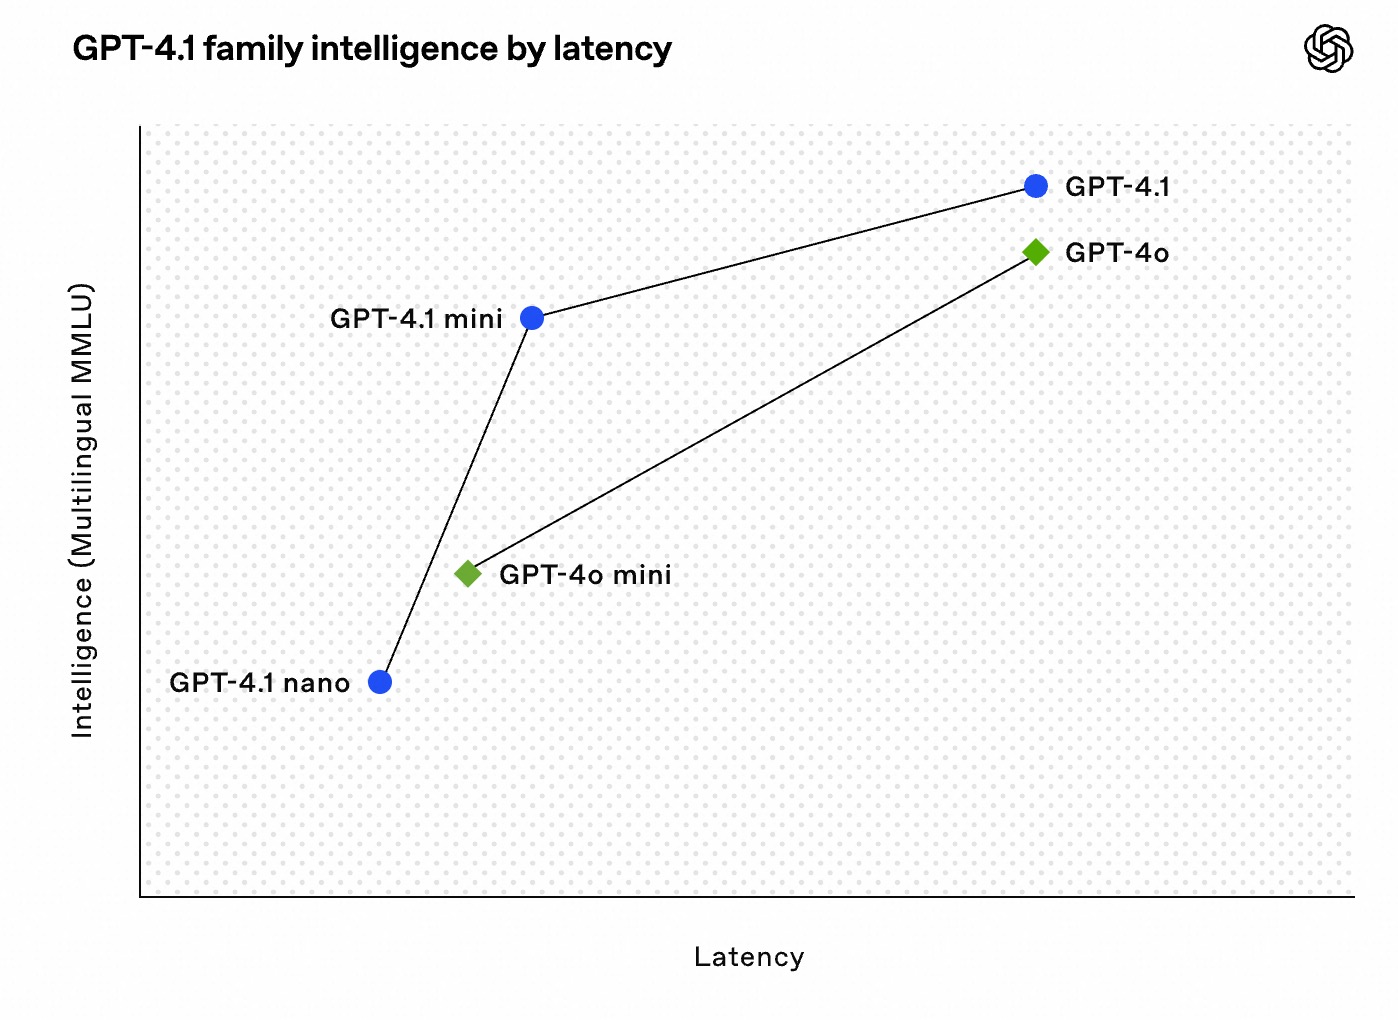 GPT-4.1 family intelligence by latency
GPT-4.1
GPT-4o
GPT-4.1 mini
GPT-4o mini
GPT-4.1 nano
Intelligence (Multilingual MMLU)
Latency